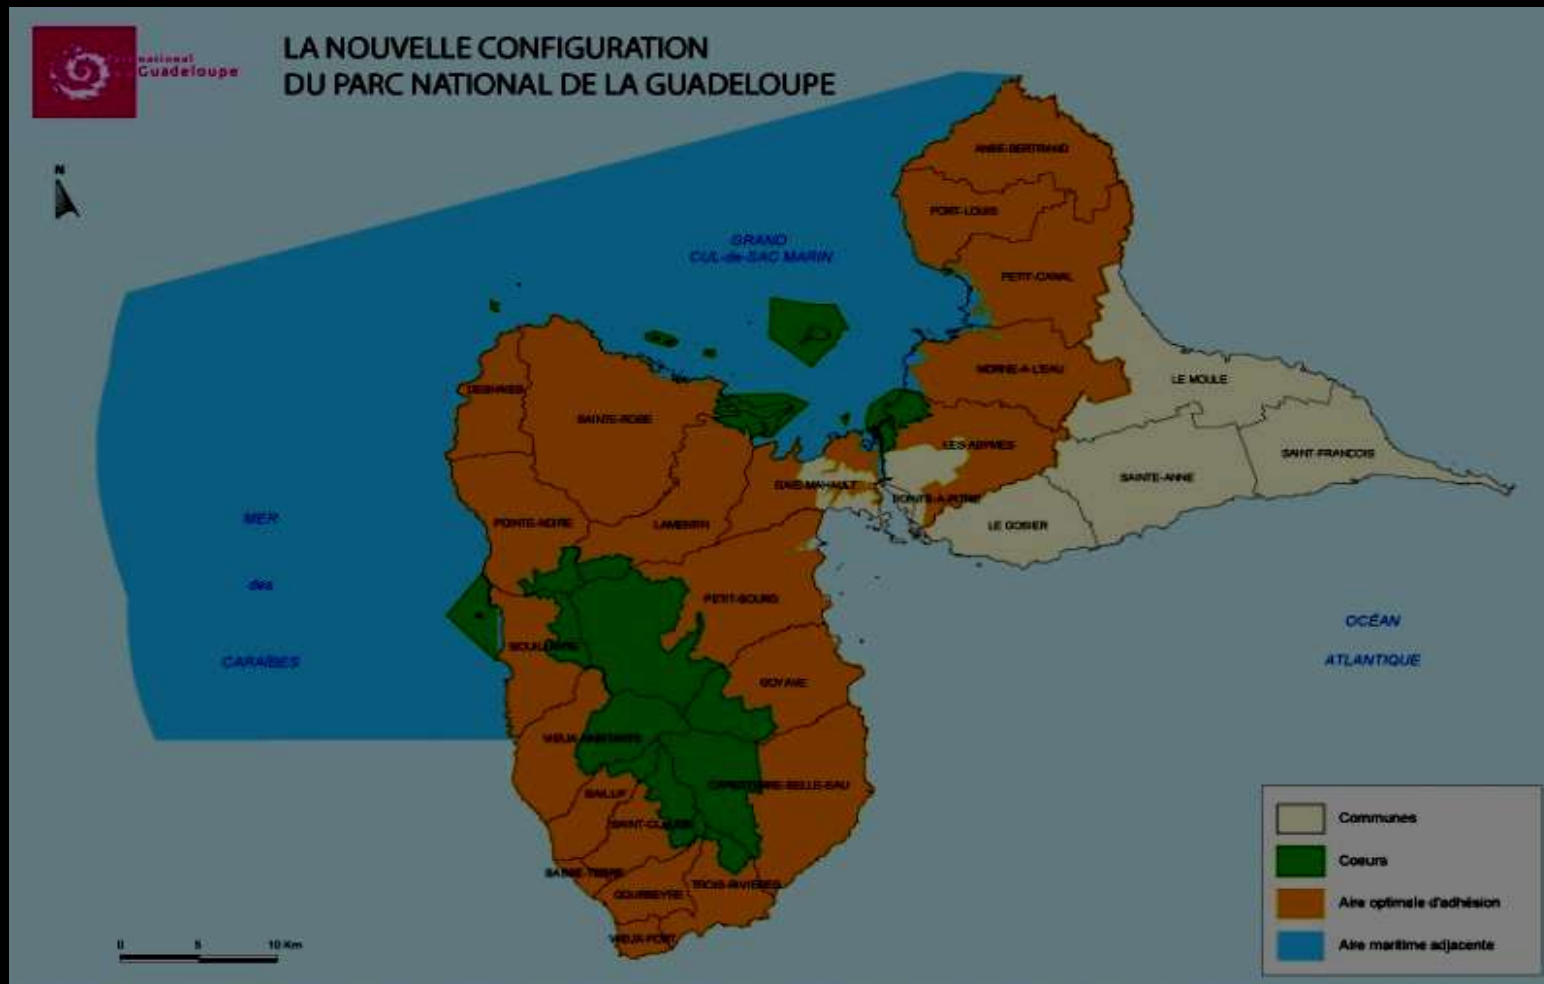 national
Guadeloupe
LA NOUVELLE CONFIGURATION
DU PARC NATIONAL DE LA GUADELOUPE
N
ANSE-BERTRAND
PORT-LOUIS
GRAND
CUL-de-SAC MARIN
PETIT-CANAL
MORNE-A-L'EAU
LE MOULE
DESHAIES
SAINTE-ROSE
LES-ABYMES
SAINT-FRANCOIS
SAINTE-ANNE
BAIE-MAHAULT
POINTE-A-PITRE
MER
POINTE-NOIRE
LAMENTIN
LE GOSIER
des
PETIT-BOURG
OCÉAN
BOUILLANTE
CARAÏBES
ATLANTIQUE
GOYAVE
VIEUX-HABITANTS
CAPESTERRE-BELLE-EAU
BAILLIF
Communes
SAINT-CLAUDE
Coeurs
BASSE-TERRE
TROIS-RIVIERES
GOURBEYRE
Aire optimale d'adhésion
VIEUX-FORT
0 5 10 Km
Aire maritime adjacente